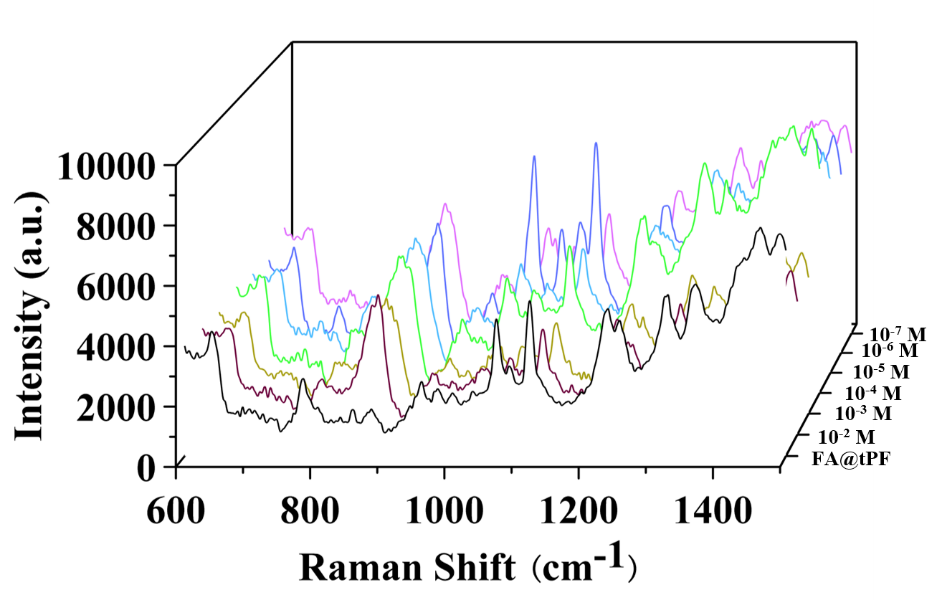 10000
8000
6000
4000
2000
0
Intensity (a.u.)
600 800 1000 1200 1400
Raman Shift (cm⁻¹)
10⁻⁷ M
10⁻⁶ M
10⁻⁵ M
10⁻⁴ M
10⁻³ M
10⁻² M
FA@tPF